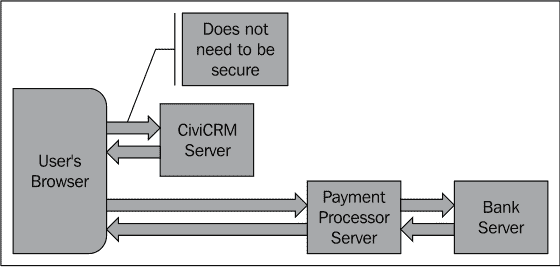 Does not
need to be
secure
CiviCRM
Server
User's
Browser
Payment
Processor
Server
Bank
Server